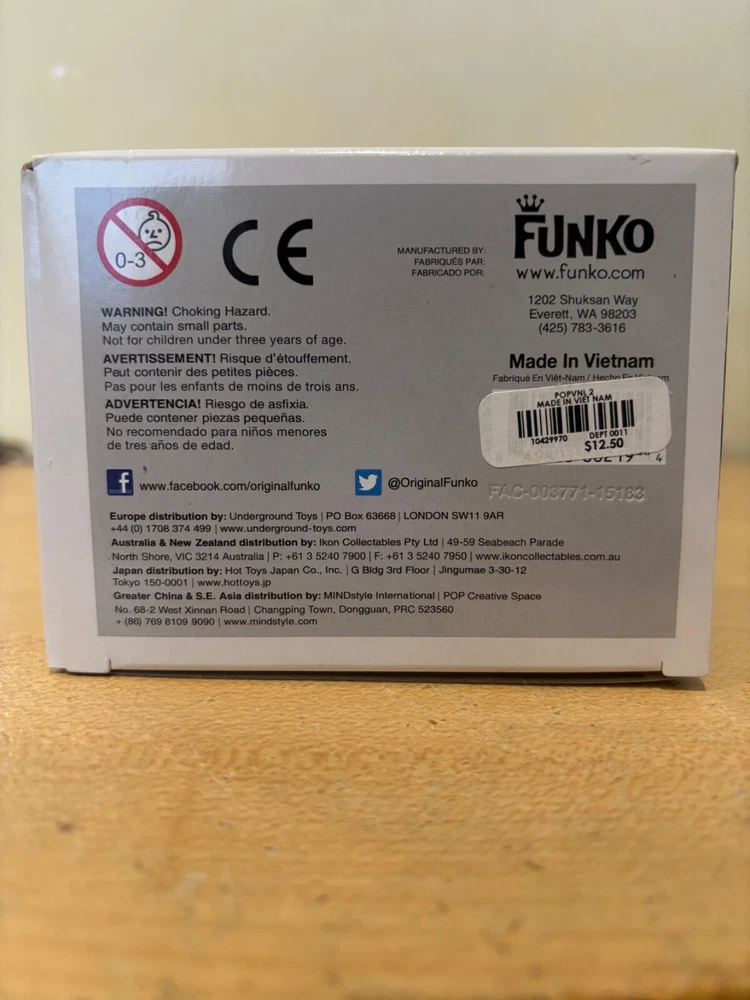 0-3
CE
MANUFACTURED BY:
FABRIQUÉS PAR:
FABRICADO POR:
FUNKO
www.funko.com
1202 Shuksan Way
Everett, WA 98203
(425) 783-3616
WARNING! Choking Hazard.
May contain small parts.
Not for children under three years of age.
AVERTISSEMENT! Risque d'étouffement.
Peut contenir des petites pièces.
Pas pour les enfants de moins de trois ans.
ADVERTENCIA! Riesgo de asfixia.
Puede contener piezas pequeñas.
No recomendado para niños menores
de tres años de edad.
Made In Vietnam
Fabriqué En Viêt-Nam / Hecho En Vietnam
POPVNL 2
MADE IN VIET NAM
10429970 DEPT 0011
$12.50
4
www.facebook.com/originalfunko
@OriginalFunko
FAC-003771-15183
Europe distribution by: Underground Toys | PO Box 63668 | LONDON SW11 9AR
+44 (0) 1708 374 499 | www.underground-toys.com
Australia & New Zealand distribution by: Ikon Collectables Pty Ltd | 49-59 Seabeach Parade
North Shore, VIC 3214 Australia | P: +61 3 5240 7900 | F: +61 3 5240 7950 | www.ikoncollectables.com.au
Japan distribution by: Hot Toys Japan Co., Inc. | G Bldg 3rd Floor | Jingumae 3-30-12
Tokyo 150-0001 | www.hottoys.jp
Greater China & S.E. Asia distribution by: MINDstyle International | POP Creative Space
No. 68-2 West Xinnan Road | Changping Town, Dongguan, PRC 523560
+ (86) 769 8109 9090 | www.mindstyle.com